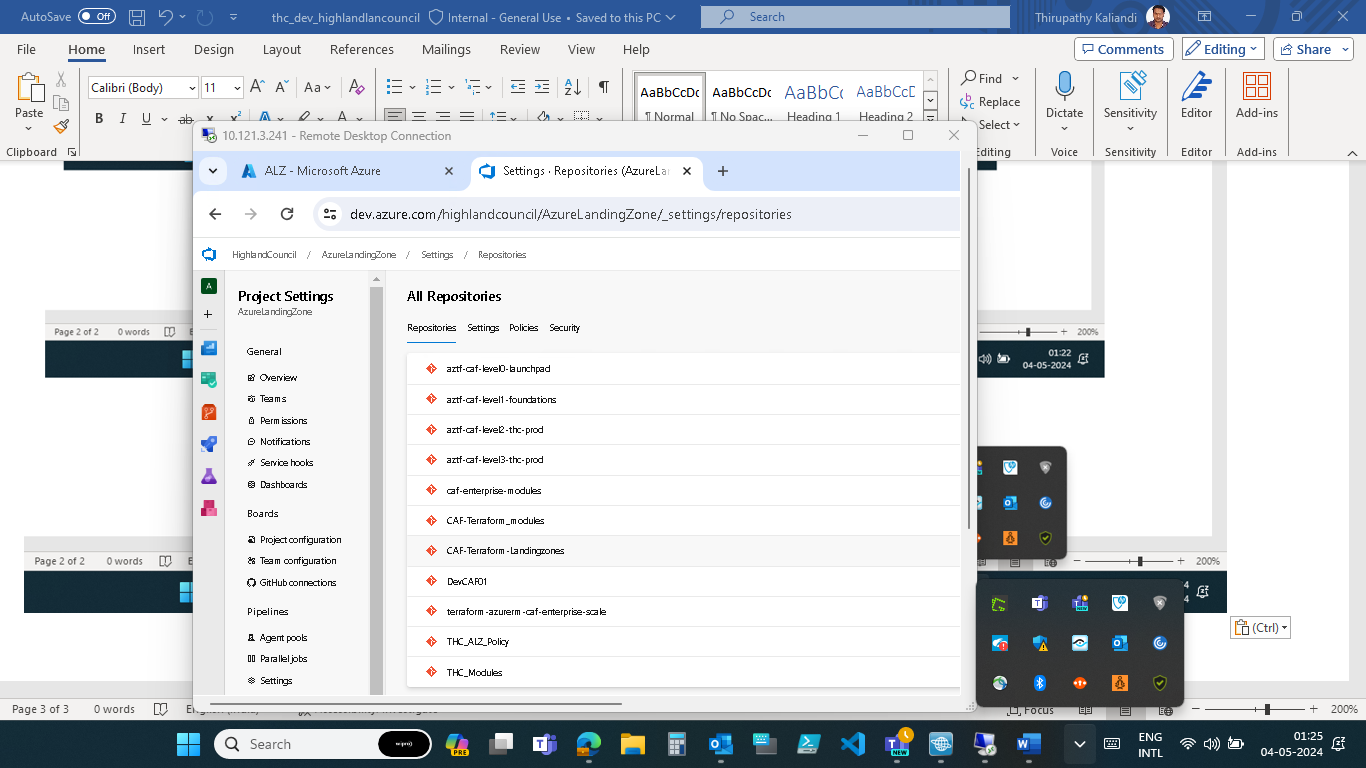 AutoSave Off thc_dev_highlandlancouncil Internal - General Use • Saved to this PC Search Thirupathy Kaliandi
File Home Insert Design Layout References Mailings Review View Help Comments Editing Share
Calibri (Body) 11 Aa AaBbCcDc AaBbCcDc AaBbCc AaBbCcD Find
Paste B I U ab x ¶ Normal ¶ No Spac... Heading 1 Heading 2 Replace Select Dictate Sensitivity Editor Add-ins
Clipboard Editing Voice Sensitivity Editor Add-ins
10.121.3.241 - Remote Desktop Connection
ALZ - Microsoft Azure Settings · Repositories (AzureLa
dev.azure.com/highlandcouncil/AzureLandingZone/_settings/repositories
HighlandCouncil / AzureLandingZone / Settings / Repositories
A
Project Settings
AzureLandingZone
General
Overview
Teams
Permissions
Notifications
Service hooks
Dashboards
Boards
Project configuration
Team configuration
GitHub connections
Pipelines
Agent pools
Parallel jobs
Settings
All Repositories
Repositories Settings Policies Security
aztf-caf-level0-launchpad
aztf-caf-level1-foundations
aztf-caf-level2-thc-prod
aztf-caf-level3-thc-prod
caf-enterprise-modules
CAF-Terraform_modules
CAF-Terraform-Landingzones
DevCAF01
terraform-azurerm-caf-enterprise-scale
THC_ALZ_Policy
THC_Modules
Page 2 of 2 0 words 200%
01:22
04-05-2024
Page 2 of 2 0 words 200%
(Ctrl)
Page 3 of 3 0 words English (India) Accessibility: Investigate Focus 200%
Search wipro PRE NEW ENG INTL 01:25
04-05-2024